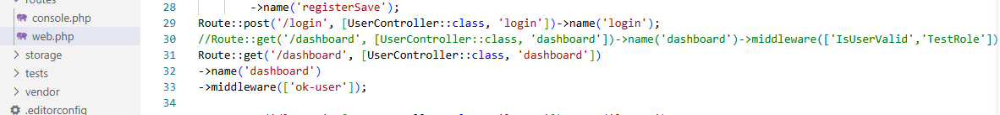 routes
console.php
web.php
storage
tests
vendor
.editorconfig
28 ->name('registerSave');
29 Route::post('/login', [UserController::class, 'login'])->name('login');
30 //Route::get('/dashboard', [UserController::class, 'dashboard'])->name('dashboard')->middleware(['IsUserValid','TestRole'])
31 Route::get('/dashboard', [UserController::class, 'dashboard'])
32 ->name('dashboard')
33 ->middleware(['ok-user']);
34